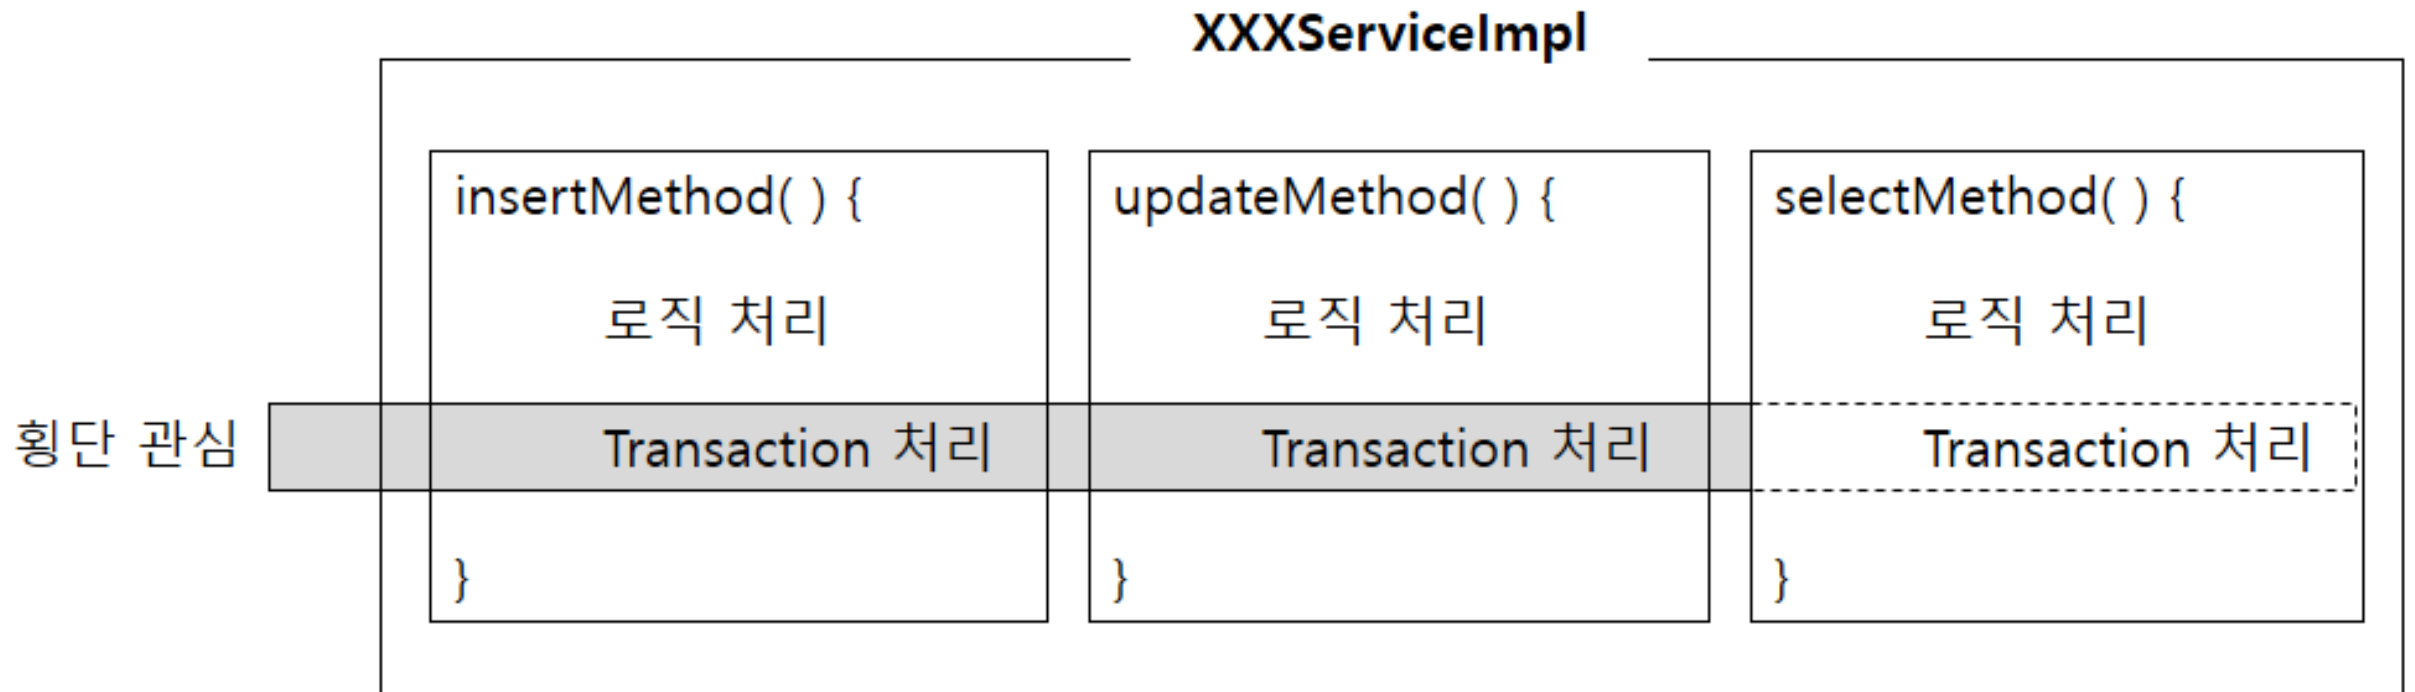 XXXServiceImpl
insertMethod( ) {
로직 처리
Transaction 처리
}
updateMethod( ) {
로직 처리
Transaction 처리
}
selectMethod( ) {
로직 처리
Transaction 처리
}
횡단 관심